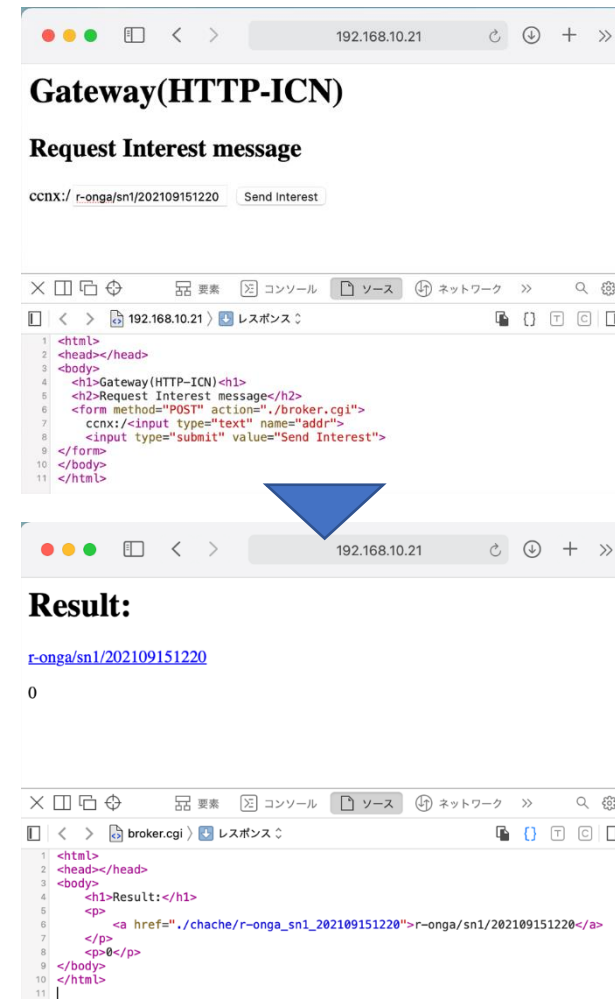 192.168.10.21
Gateway(HTTP-ICN)
Request Interest message
ccnx:/ r-onga/sn1/202109151220 Send Interest
要素 コンソール ソース ネットワーク >>
192.168.10.21 〉 レスポンス
{} T C
1 <html>
2 <head></head>
3 <body>
4 <h1>Gateway(HTTP-ICN)<h1>
5 <h2>Request Interest message</h2>
6 <form method="POST" action="./broker.cgi">
7 ccnx:/<input type="text" name="addr">
8 <input type="submit" value="Send Interest">
9 </form>
10 </body>
11 </html>
192.168.10.21
Result:
r-onga/sn1/202109151220
0
要素 コンソール ソース ネットワーク >>
broker.cgi 〉 レスポンス
{} T C
1 <html>
2 <head></head>
3 <body>
4 <h1>Result:</h1>
5 <p>
6 <a href="./chache/r-onga_sn1_202109151220">r-onga/sn1/202109151220</a>
7 </p>
8 <p>0</p>
9 </body>
10 </html>
11